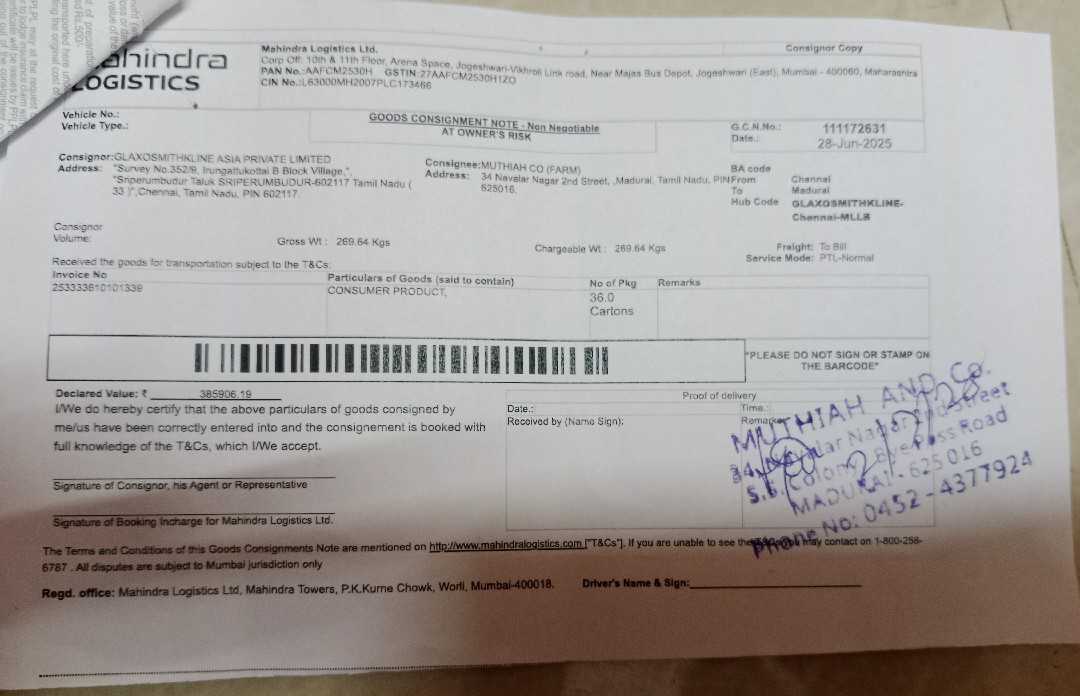 ahindra
LOGISTICS
Mahindra Logistics Ltd.
Corp Off: 10th & 11th Floor, Arena Space, Jogeshwari-Vikhroli Link road, Near Majas Bus Depot, Jogeshwari (East), Mumbai - 400060, Maharashtra
PAN No.:AAFCM2530H GSTIN:27AAFCM2530H1ZO
CIN No.:L63000MH2007PLC173466
Consignor Copy
Vehicle No.:
Vehicle Type.:
GOODS CONSIGNMENT NOTE - Non Negotiable
AT OWNER'S RISK
G.C.N.No.: 111172631
Date.: 28-Jun-2025
Consignor:GLAXOSMITHKLINE ASIA PRIVATE LIMITED
Address: "Survey No.352/9, Irungattukottai B Block Village,",
"Sriperumbudur Taluk SRIPERUMBUDUR-602117 Tamil Nadu (
33 )",Chennai, Tamil Nadu, PIN 602117.
Consignee:MUTHIAH CO (FARM)
Address: 34 Navalar Nagar 2nd Street, ,Madurai, Tamil Nadu, PIN
625016.
BA code
From Chennai
To Madurai
Hub Code GLAXOSMITHKLINE-
Chennai-MLLB
Consignor
Volume:
Gross Wt : 269.64 Kgs
Chargeable Wt : 269.64 Kgs
Freight: To Bill
Service Mode: PTL-Normal
Received the goods for transportation subject to the T&Cs:
Invoice No
253333610101339
Particulars of Goods (said to contain)
CONSUMER PRODUCT,
No of Pkg
36.0
Cartons
Remarks
"PLEASE DO NOT SIGN OR STAMP ON
THE BARCODE"
Declared Value: ₹ 385906.19
I/We do hereby certify that the above particulars of goods consigned by
me/us have been correctly entered into and the consignement is booked with
full knowledge of the T&Cs, which I/We accept.
Signature of Consignor, his Agent or Representative
Signature of Booking Incharge for Mahindra Logistics Ltd.
Proof of delivery
Date.:
Time.:
Received by (Name Sign):
Remarks
MUTHIAH AND Co.
34, Navalar Nagar 2nd Street
S.S. Colony, Bye Pass Road
MADURAI - 625 016
Phone No: 0452 - 4377924
The Terms and Conditions of this Goods Consignments Note are mentioned on http://www.mahindralogistics.com ["T&Cs"]. If you are unable to see the may contact on 1-800-258-
6787 . All disputes are subject to Mumbai jurisdiction only
Regd. office: Mahindra Logistics Ltd, Mahindra Towers, P.K.Kurne Chowk, Worli, Mumbai-400018.
Driver's Name & Sign: